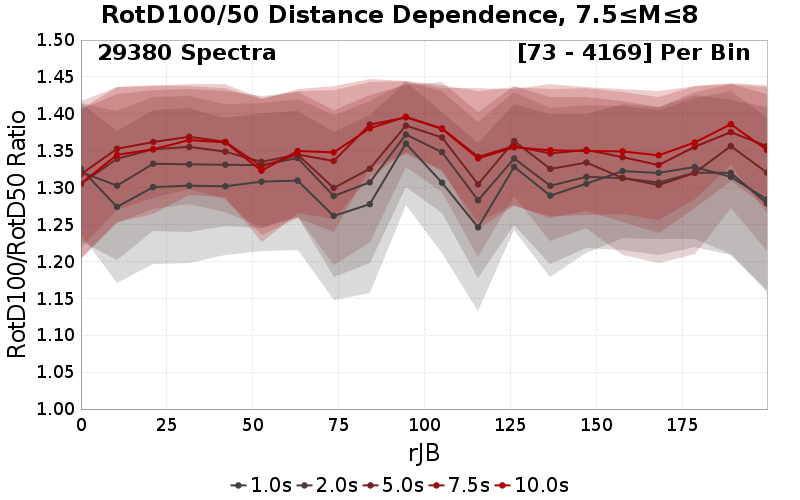 RotD100/50 Distance Dependence, 7.5≤M≤8
29380 Spectra
[73 - 4169] Per Bin
RotD100/RotD50 Ratio
1.50
1.45
1.40
1.35
1.30
1.25
1.20
1.15
1.10
1.05
1.00
0 25 50 75 100 125 150 175
rJB
1.0s 2.0s 5.0s 7.5s 10.0s